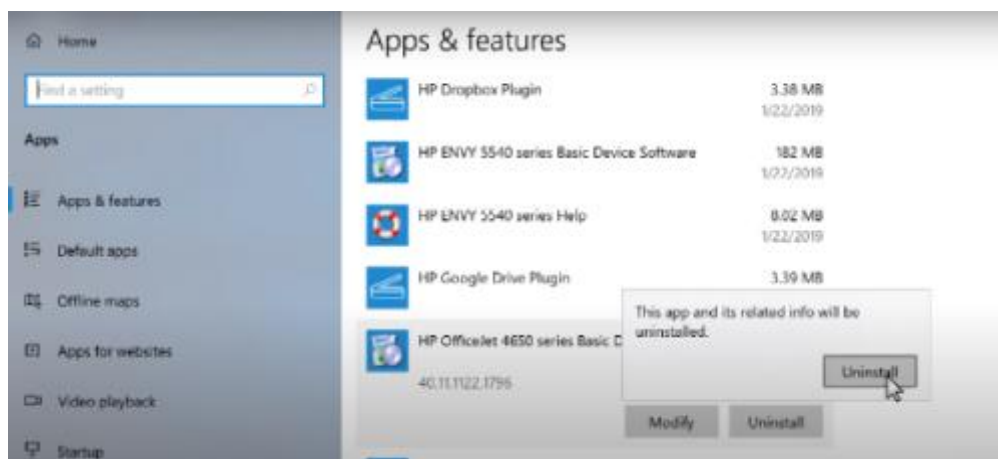 Home
Find a setting
Apps
Apps & features
Default apps
Offline maps
Apps for websites
Video playback
Startup
Apps & features
HP Dropbox Plugin
3.38 MB
1/22/2019
HP ENVY 5540 series Basic Device Software
182 MB
1/22/2019
HP ENVY 5540 series Help
8.02 MB
1/22/2019
HP Google Drive Plugin
3.39 MB
HP OfficeJet 4650 series Basic D
40.11.1122.1796
This app and its related info will be
uninstalled.
Uninstall
Modify
Uninstall